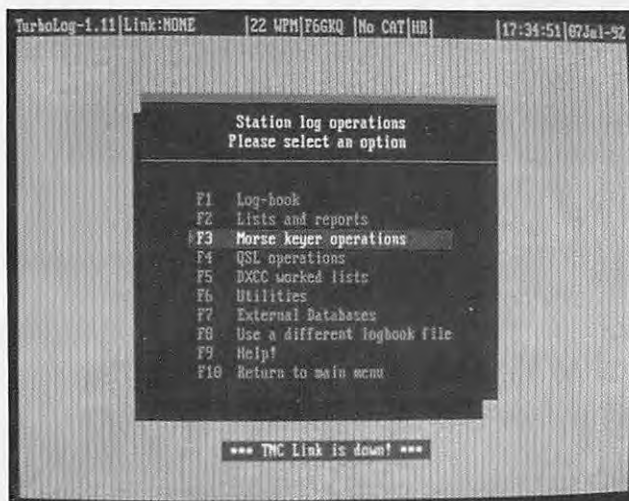 TurboLog-1.11|Link:NONE |22 WPM|F6GKQ |No CAT|HR| |17:34:51|07Jul-92
Station log operations
Please select an option
F1 Log-book
F2 Lists and reports
F3 Morse keyer operations
F4 QSL operations
F5 DXCC worked lists
F6 Utilities
F7 External Databases
F8 Use a different logbook file
F9 Help!
F10 Return to main menu
*** TNC Link is down! ***